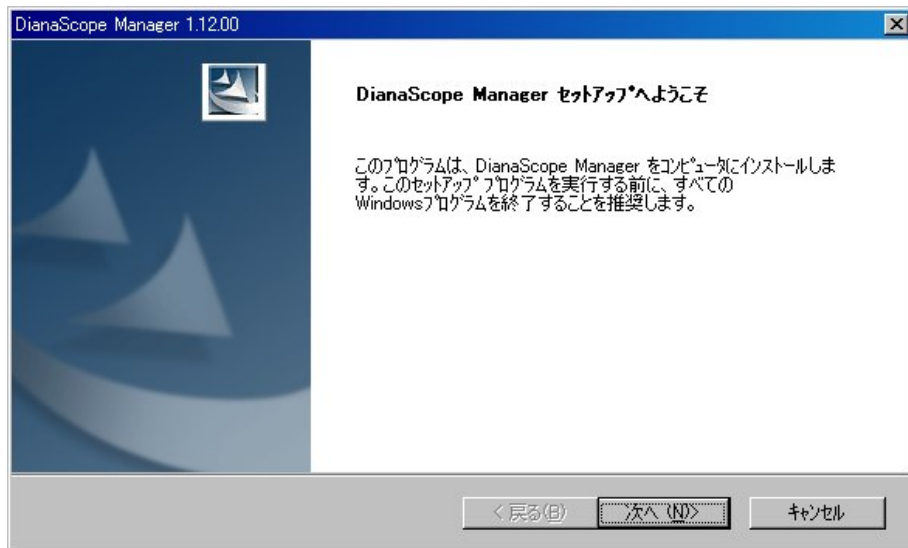 DianaScope Manager 1.12.00
DianaScope Manager ｾｯﾄｱｯﾌﾟへようこそ
このﾌﾟﾛｸﾞﾗﾑは、DianaScope Manager をｺﾝﾋﾟｭｰﾀにｲﾝｽﾄｰﾙしま
す。このｾｯﾄｱｯﾌﾟ ﾌﾟﾛｸﾞﾗﾑを実行する前に、すべての
Windowsﾌﾟﾛｸﾞﾗﾑを終了することを推奨します。
< 戻る(B)
次へ (N)>
ｷｬﾝｾﾙ